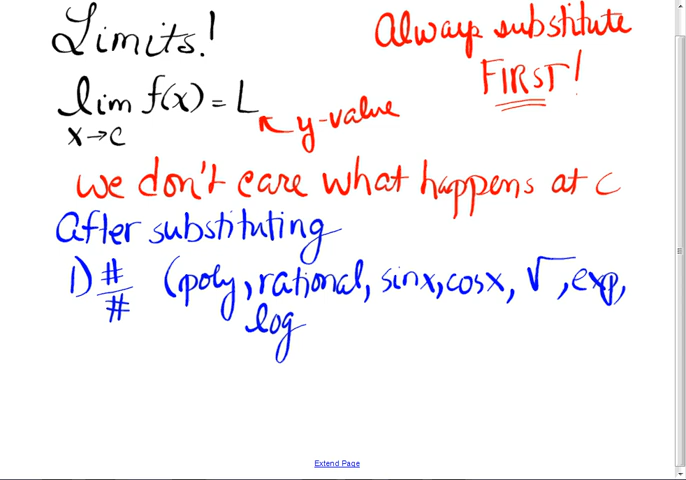 Limits!
Always substitute
FIRST!
lim f(x) = L
x→c
y-value
we don't care what happens at c
After substituting
1) #/# (poly, rational, sinx, cosx, √, exp,
log
Extend Page